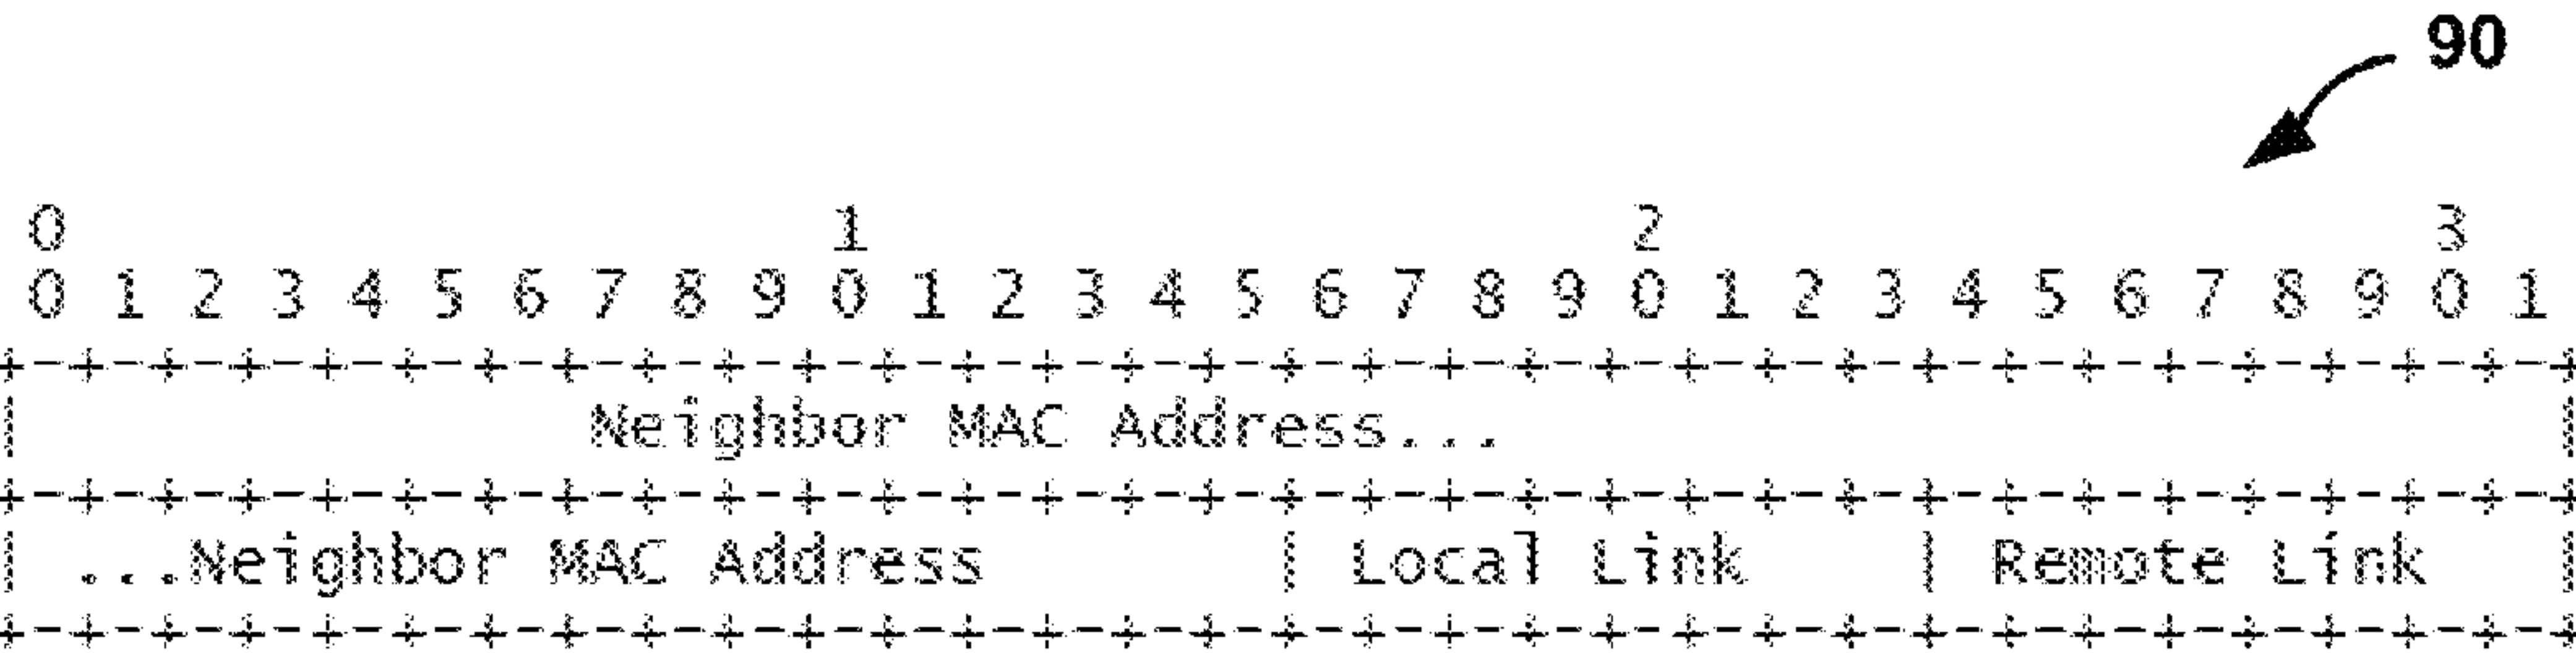 90
0 1 2 3
0 1 2 3 4 5 6 7 8 9 0 1 2 3 4 5 6 7 8 9 0 1 2 3 4 5 6 7 8 9 0 1
+-+-+-+-+-+-+-+-+-+-+-+-+-+-+-+-+-+-+-+-+-+-+-+-+-+-+-+-+-+-+-+-+
| Neighbor MAC Address... |
+-+-+-+-+-+-+-+-+-+-+-+-+-+-+-+-+-+-+-+-+-+-+-+-+-+-+-+-+-+-+-+-+
| ...Neighbor MAC Address | Local Link | Remote Link |
+-+-+-+-+-+-+-+-+-+-+-+-+-+-+-+-+-+-+-+-+-+-+-+-+-+-+-+-+-+-+-+-+